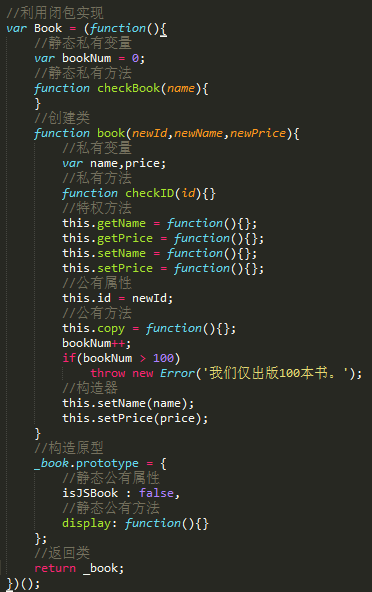 //利用闭包实现
var Book = (function(){
    //静态私有变量
    var bookNum = 0;
    //静态私有方法
    function checkBook(name){
    }
    //创建类
    function book(newId,newName,newPrice){
        //私有变量
        var name,price;
        //私有方法
        function checkID(id){}
        //特权方法
        this.getName = function(){};
        this.getPrice = function(){};
        this.setName = function(){};
        this.setPrice = function(){};
        //公有属性
        this.id = newId;
        //公有方法
        this.copy = function(){};
        bookNum++;
        if(bookNum > 100)
            throw new Error('我们仅出版100本书。');
        //构造器
        this.setName(name);
        this.setPrice(price);
    }
    //构造原型
    _book.prototype = {
        //静态公有属性
        isJSBook : false,
        //静态公有方法
        display: function(){}
    };
    //返回类
    return _book;
})();